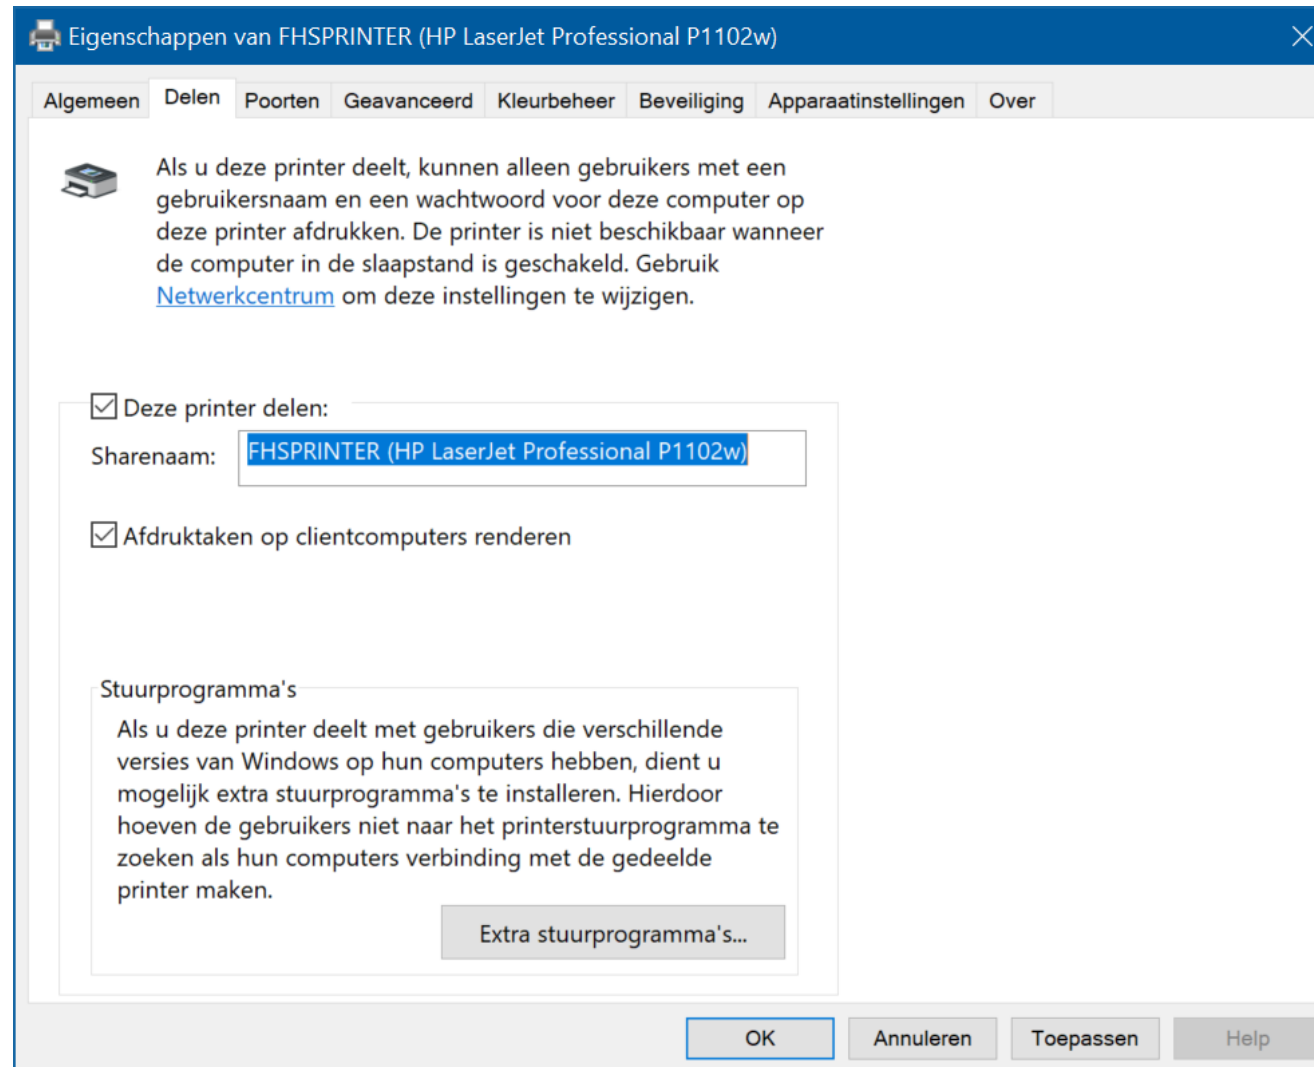 Eigenschappen van FHSPRINTER (HP LaserJet Professional P1102w)
Algemeen Delen Poorten Geavanceerd Kleurbeheer Beveiliging Apparaatinstellingen Over
Als u deze printer deelt, kunnen alleen gebruikers met een
gebruikersnaam en een wachtwoord voor deze computer op
deze printer afdrukken. De printer is niet beschikbaar wanneer
de computer in de slaapstand is geschakeld. Gebruik
Netwerkcentrum om deze instellingen te wijzigen.
Deze printer delen:
Sharenaam: FHSPRINTER (HP LaserJet Professional P1102w)
Afdruktaken op clientcomputers renderen
Stuurprogramma's
Als u deze printer deelt met gebruikers die verschillende
versies van Windows op hun computers hebben, dient u
mogelijk extra stuurprogramma's te installeren. Hierdoor
hoeven de gebruikers niet naar het printerstuurprogramma te
zoeken als hun computers verbinding met de gedeelde
printer maken.
Extra stuurprogramma's...
OK Annuleren Toepassen Help